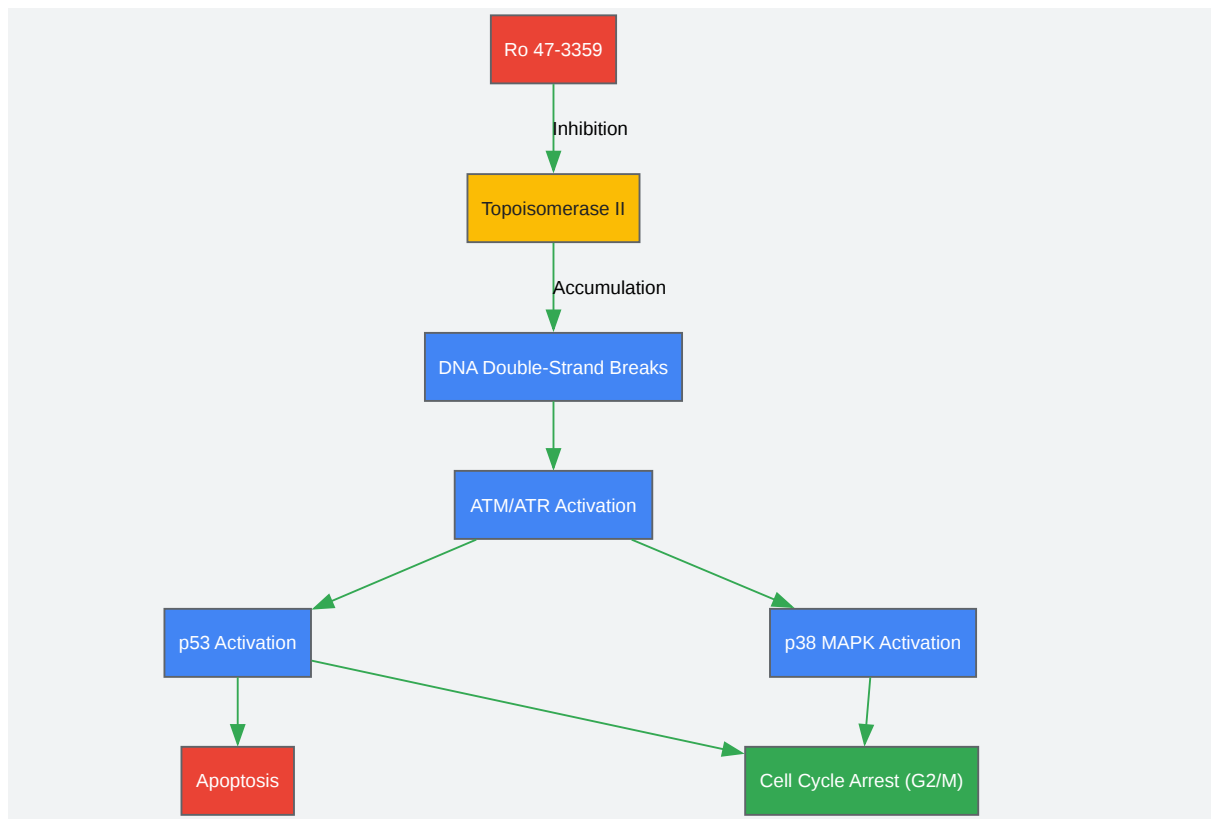 Ro 47-3359
Inhibition
Topoisomerase II
Accumulation
DNA Double-Strand Breaks
ATM/ATR Activation
p53 Activation
p38 MAPK Activation
Apoptosis
Cell Cycle Arrest (G2/M)